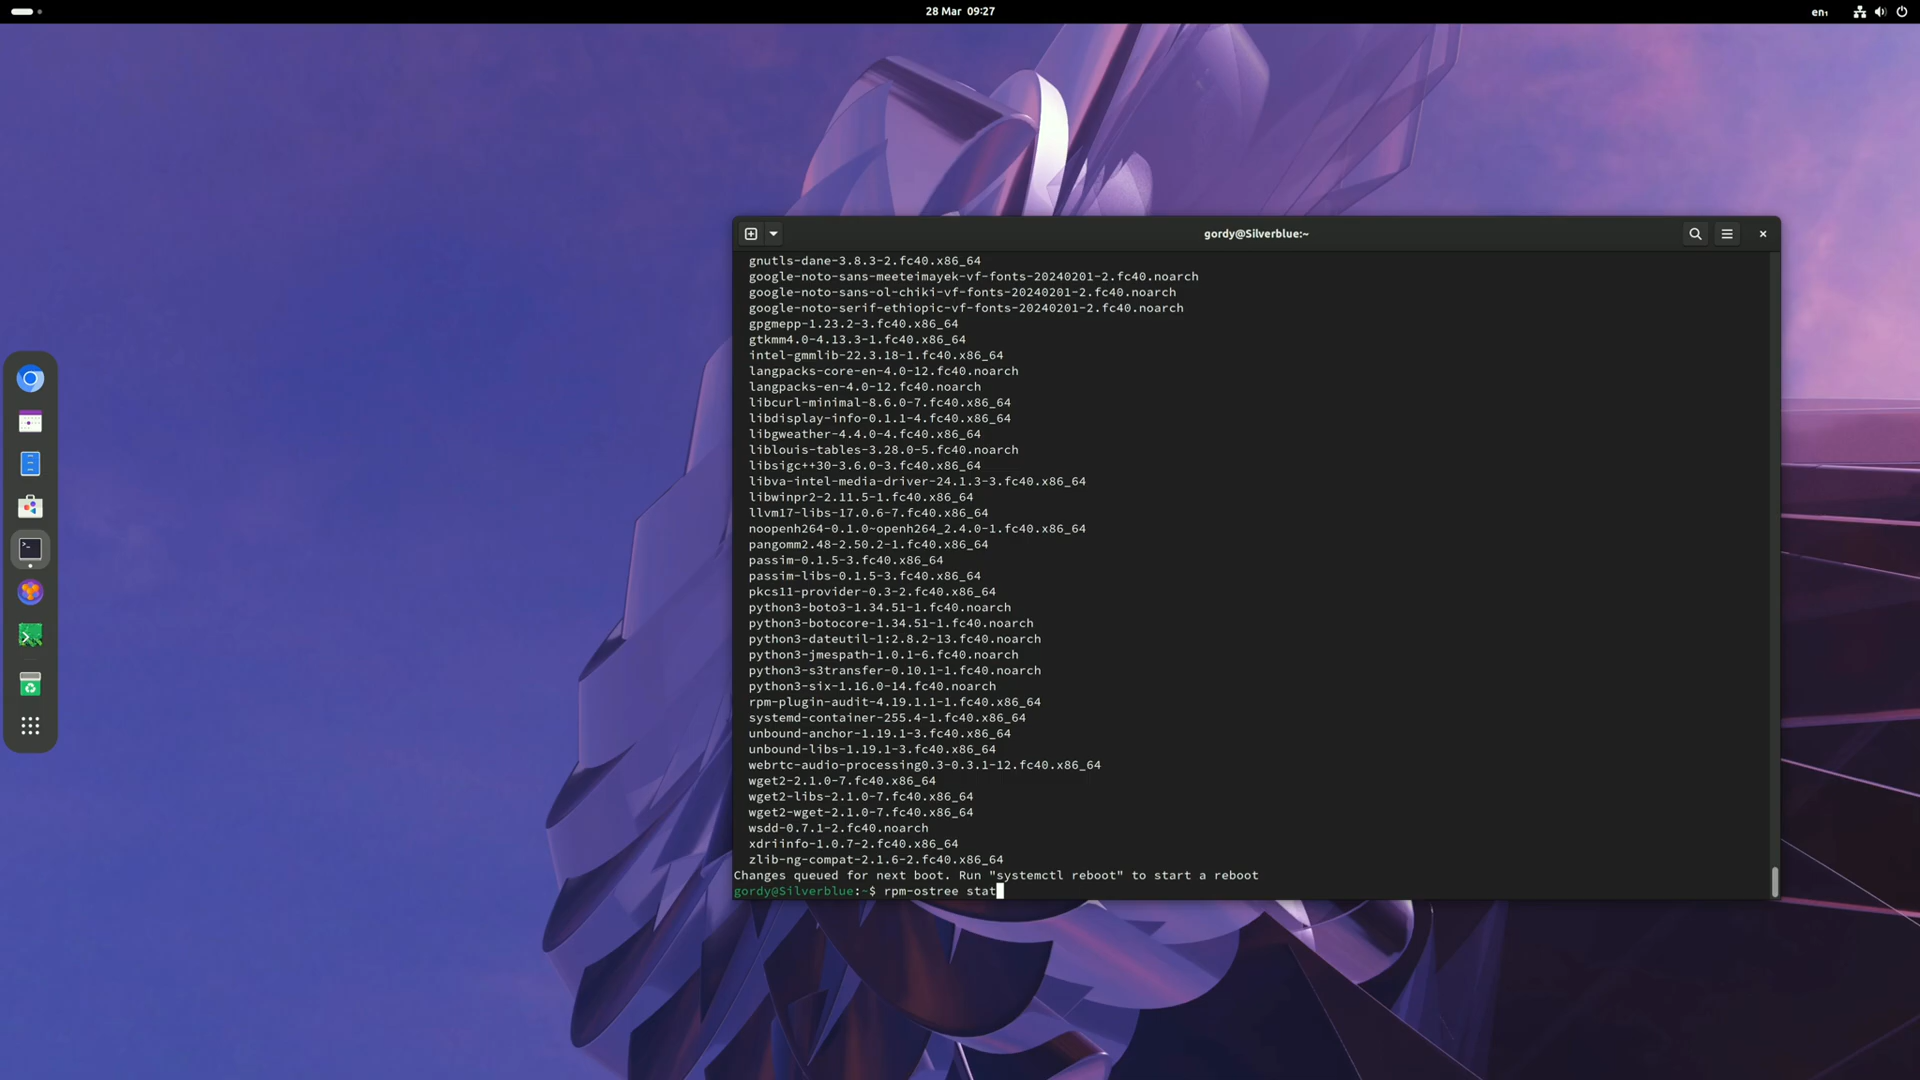 28 Mar 09:27
en₁
gordy@Silverblue:~
gnutls-dane-3.8.3-2.fc40.x86_64
google-noto-sans-meeteimayek-vf-fonts-20240201-2.fc40.noarch
google-noto-sans-ol-chiki-vf-fonts-20240201-2.fc40.noarch
google-noto-serif-ethiopic-vf-fonts-20240201-2.fc40.noarch
gpgmepp-1.23.2-3.fc40.x86_64
gtkmm4.0-4.13.3-1.fc40.x86_64
intel-gmmlib-22.3.18-1.fc40.x86_64
langpacks-core-en-4.0-12.fc40.noarch
langpacks-en-4.0-12.fc40.noarch
libcurl-minimal-8.6.0-7.fc40.x86_64
libdisplay-info-0.1.1-4.fc40.x86_64
libgweather-4.4.0-4.fc40.x86_64
liblouis-tables-3.28.0-5.fc40.noarch
libsigc++30-3.6.0-3.fc40.x86_64
libva-intel-media-driver-24.1.3-3.fc40.x86_64
libwinpr2-2.11.5-1.fc40.x86_64
llvm17-libs-17.0.6-7.fc40.x86_64
noopenh264-0.1.0~openh264_2.4.0-1.fc40.x86_64
pangomm2.48-2.50.2-1.fc40.x86_64
passim-0.1.5-3.fc40.x86_64
passim-libs-0.1.5-3.fc40.x86_64
pkcs11-provider-0.3-2.fc40.x86_64
python3-boto3-1.34.51-1.fc40.noarch
python3-botocore-1.34.51-1.fc40.noarch
python3-dateutil-1:2.8.2-13.fc40.noarch
python3-jmespath-1.0.1-6.fc40.noarch
python3-s3transfer-0.10.1-1.fc40.noarch
python3-six-1.16.0-14.fc40.noarch
rpm-plugin-audit-4.19.1.1-1.fc40.x86_64
systemd-container-255.4-1.fc40.x86_64
unbound-anchor-1.19.1-3.fc40.x86_64
unbound-libs-1.19.1-3.fc40.x86_64
webrtc-audio-processing0.3-0.3.1-12.fc40.x86_64
wget2-2.1.0-7.fc40.x86_64
wget2-libs-2.1.0-7.fc40.x86_64
wget2-wget-2.1.0-7.fc40.x86_64
wsdd-0.7.1-2.fc40.noarch
xdriinfo-1.0.7-2.fc40.x86_64
zlib-ng-compat-2.1.6-2.fc40.x86_64
Changes queued for next boot. Run "systemctl reboot" to start a reboot
gordy@Silverblue:~$ rpm-ostree stat